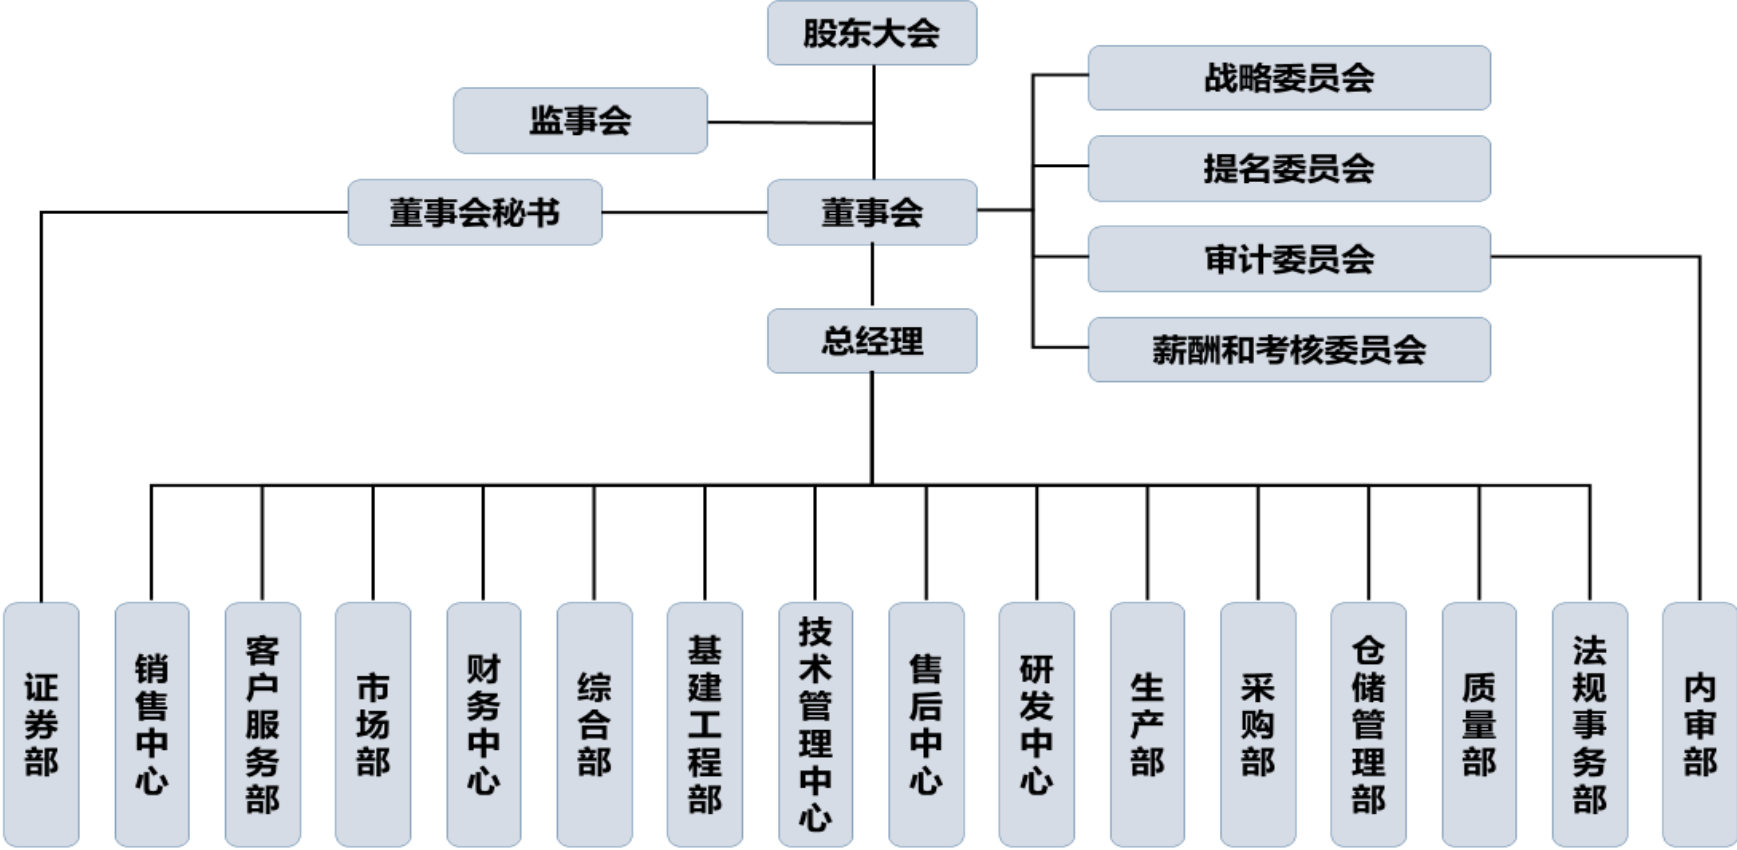 股东大会
监事会
战略委员会
提名委员会
董事会秘书
董事会
审计委员会
总经理
薪酬和考核委员会
证券部
销售中心
客户服务部
市场部
财务中心
综合部
基建工程部
技术管理中心
售后中心
研发中心
生产部
采购部
仓储管理部
质量部
法规事务部
内审部